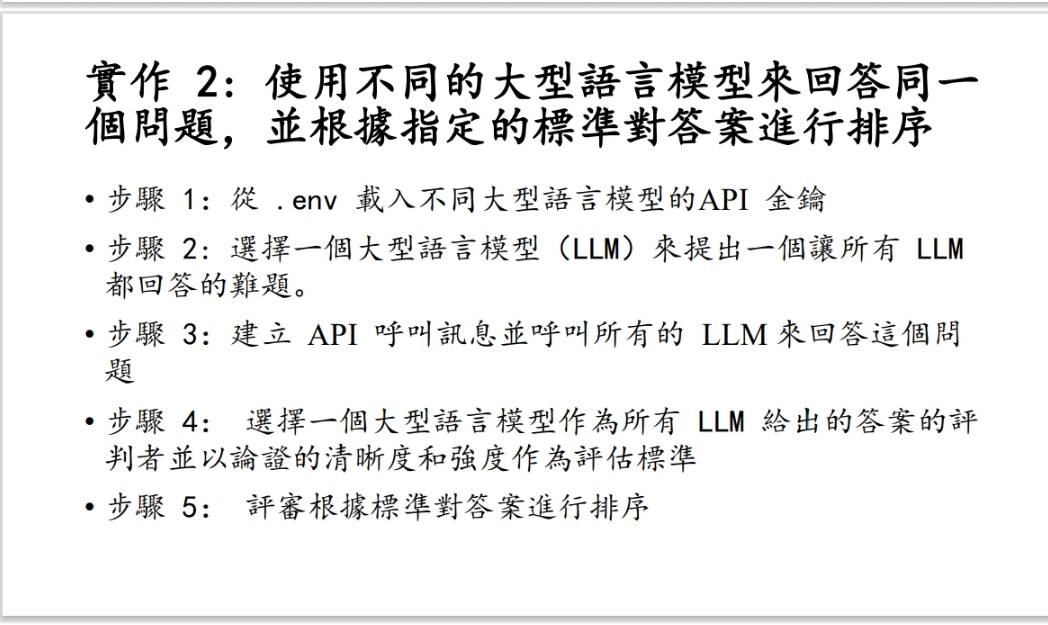 實作 2: 使用不同的大型語言模型來回答同一
個問題, 並根據指定的標準對答案進行排序
• 步驟 1: 從 .env 載入不同大型語言模型的API 金鑰
• 步驟 2: 選擇一個大型語言模型（LLM）來提出一個讓所有 LLM
都回答的難題。
• 步驟 3: 建立 API 呼叫訊息並呼叫所有的 LLM 來回答這個問
題
• 步驟 4: 選擇一個大型語言模型作為所有 LLM 給出的答案的評
判者並以論證的清晰度和強度作為評估標準
• 步驟 5: 評審根據標準對答案進行排序